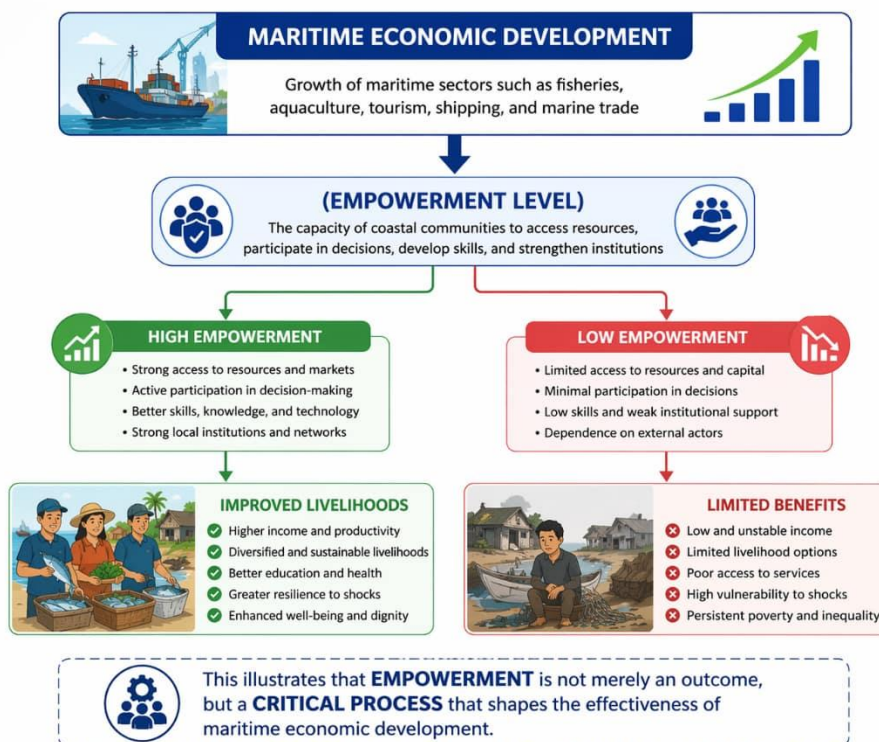 MARITIME ECONOMIC DEVELOPMENT
Growth of maritime sectors such as fisheries,
aquaculture, tourism, shipping, and marine trade
(EMPOWERMENT LEVEL)
The capacity of coastal communities to access resources,
participate in decisions, develop skills, and strengthen institutions
HIGH EMPOWERMENT
• Strong access to resources and markets
• Active participation in decision-making
• Better skills, knowledge, and technology
• Strong local institutions and networks
LOW EMPOWERMENT
• Limited access to resources and capital
• Minimal participation in decisions
• Low skills and weak institutional support
• Dependence on external actors
IMPROVED LIVELIHOODS
Higher income and productivity
Diversified and sustainable livelihoods
Better education and health
Greater resilience to shocks
Enhanced well-being and dignity
LIMITED BENEFITS
Low and unstable income
Limited livelihood options
Poor access to services
High vulnerability to shocks
Persistent poverty and inequality
This illustrates that EMPOWERMENT is not merely an outcome,
but a CRITICAL PROCESS that shapes the effectiveness of
maritime economic development.